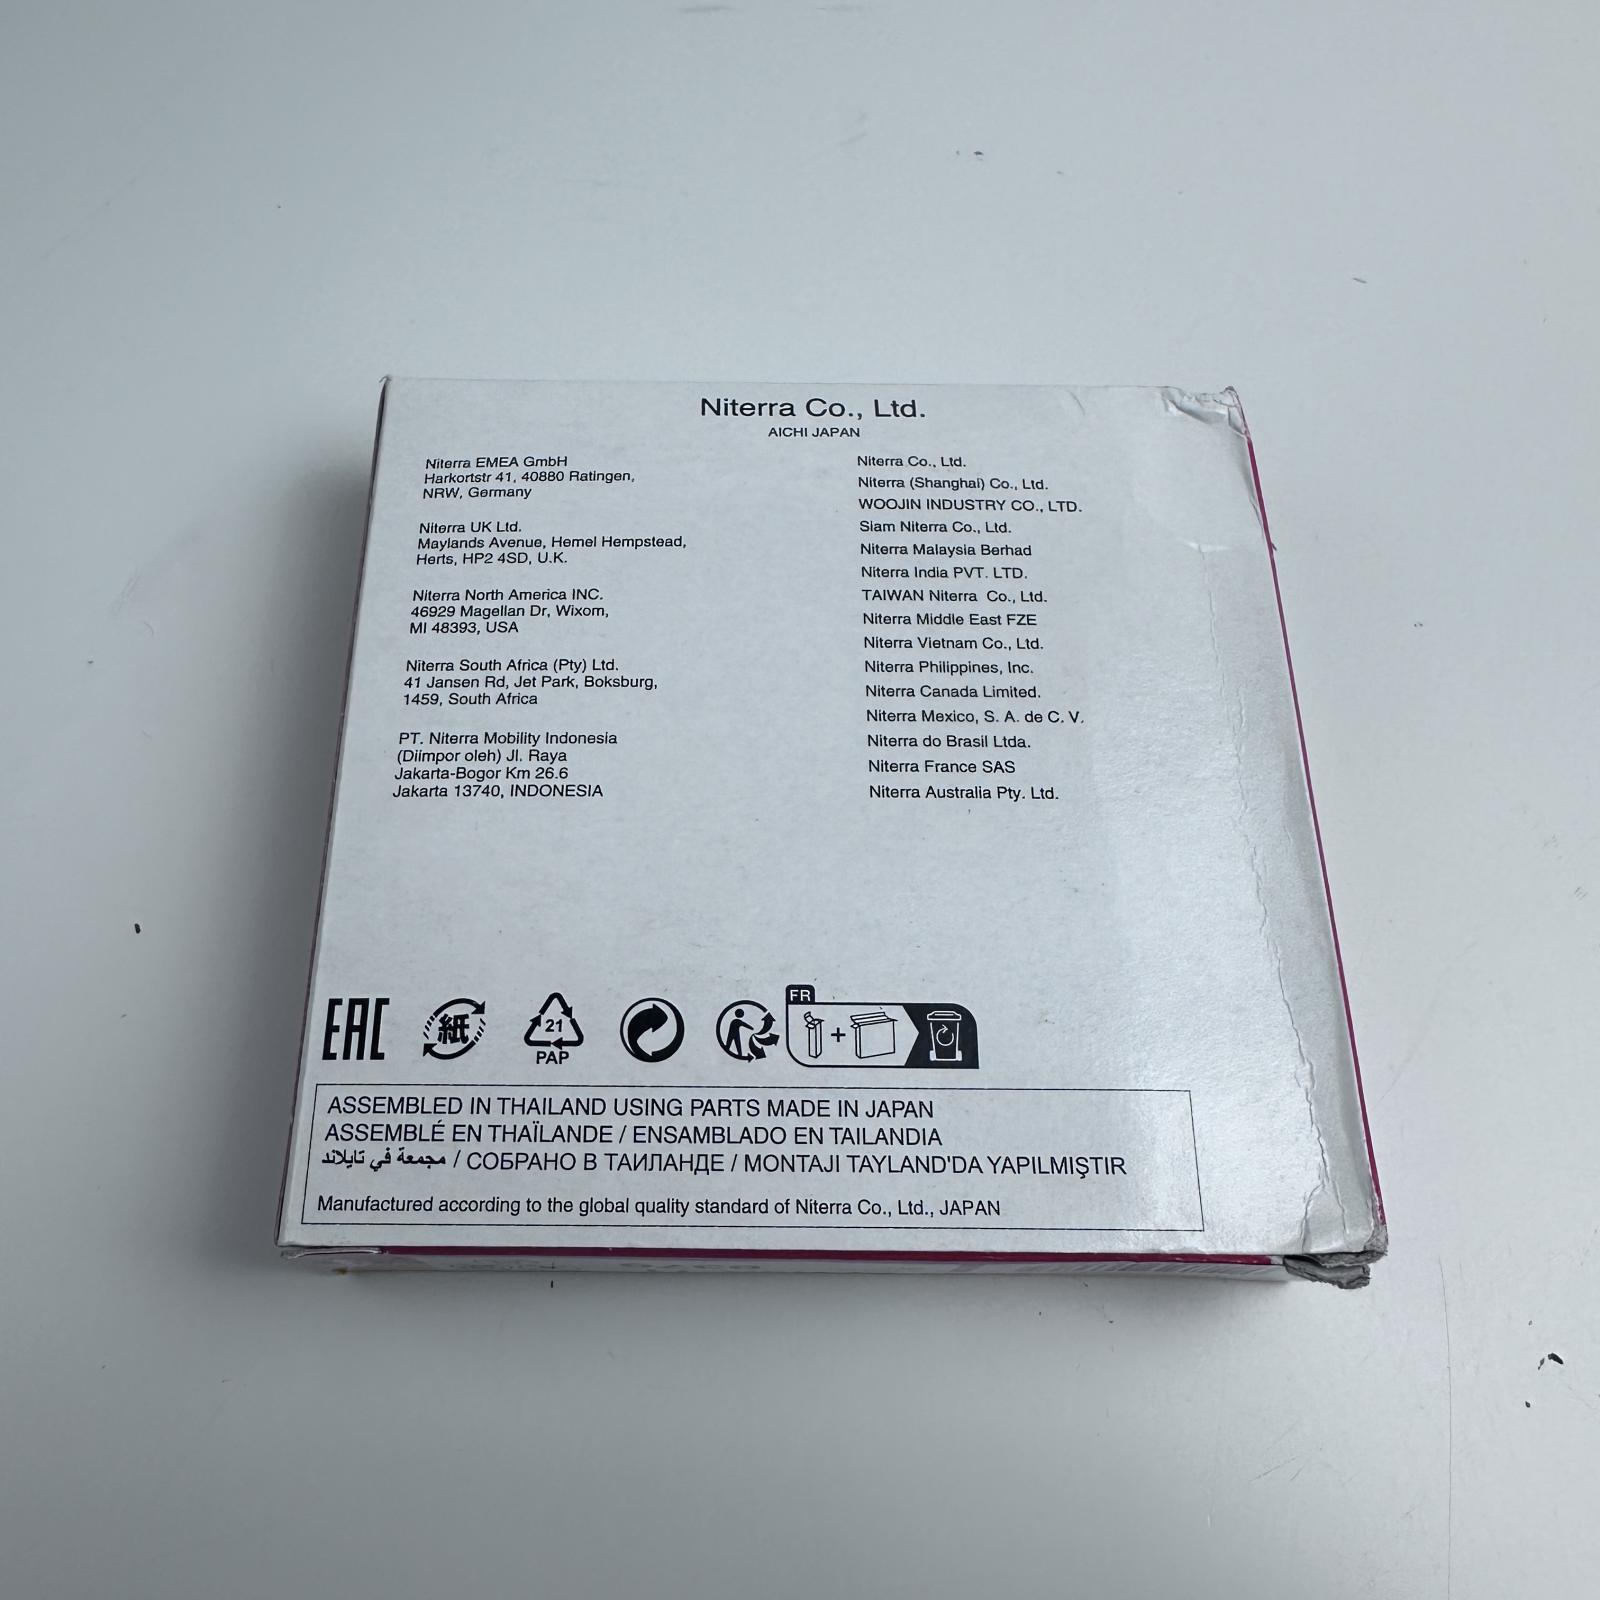 Niterra Co., Ltd.
AICHI JAPAN
Niterra EMEA GmbH
Harkortstr 41, 40880 Ratingen,
NRW, Germany
Niterra UK Ltd.
Maylands Avenue, Hemel Hempstead,
Herts, HP2 4SD, U.K.
Niterra North America INC.
46929 Magellan Dr, Wixom,
MI 48393, USA
Niterra South Africa (Pty) Ltd.
41 Jansen Rd, Jet Park, Boksburg,
1459, South Africa
PT. Niterra Mobility Indonesia
(Diimpor oleh) Jl. Raya
Jakarta-Bogor Km 26.6
Jakarta 13740, INDONESIA
Niterra Co., Ltd.
Niterra (Shanghai) Co., Ltd.
WOOJIN INDUSTRY CO., LTD.
Siam Niterra Co., Ltd.
Niterra Malaysia Berhad
Niterra India PVT. LTD.
TAIWAN Niterra Co., Ltd.
Niterra Middle East FZE
Niterra Vietnam Co., Ltd.
Niterra Philippines, Inc.
Niterra Canada Limited.
Niterra Mexico, S. A. de C. V.
Niterra do Brasil Ltda.
Niterra France SAS
Niterra Australia Pty. Ltd.
EAC
紙
21
PAP
FR
+
ASSEMBLED IN THAILAND USING PARTS MADE IN JAPAN
ASSEMBLÉ EN THAÏLANDE / ENSAMBLADO EN TAILANDIA
مجمعة في تايلاند / СОБРАНО В ТАИЛАНДЕ / MONTAJI TAYLAND'DA YAPILMIŞTIR
Manufactured according to the global quality standard of Niterra Co., Ltd., JAPAN